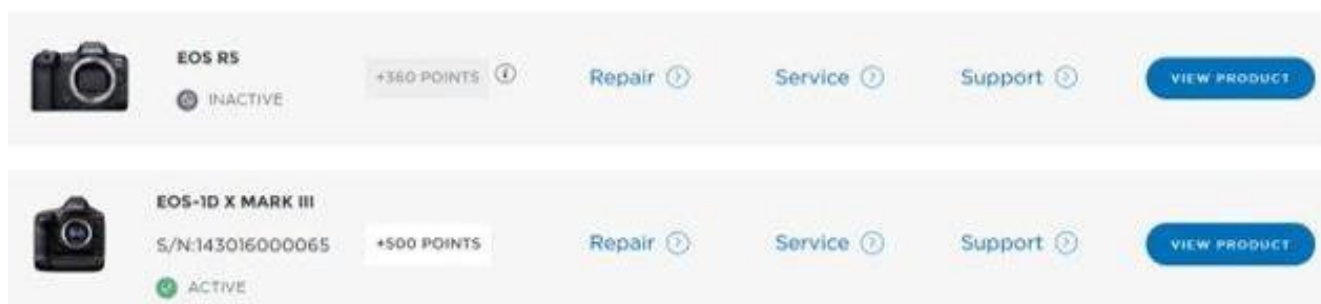 EOS R5
INACTIVE
+360 POINTS
Repair
Service
Support
VIEW PRODUCT
EOS-1D X MARK III
S/N:143016000065
ACTIVE
+500 POINTS
Repair
Service
Support
VIEW PRODUCT